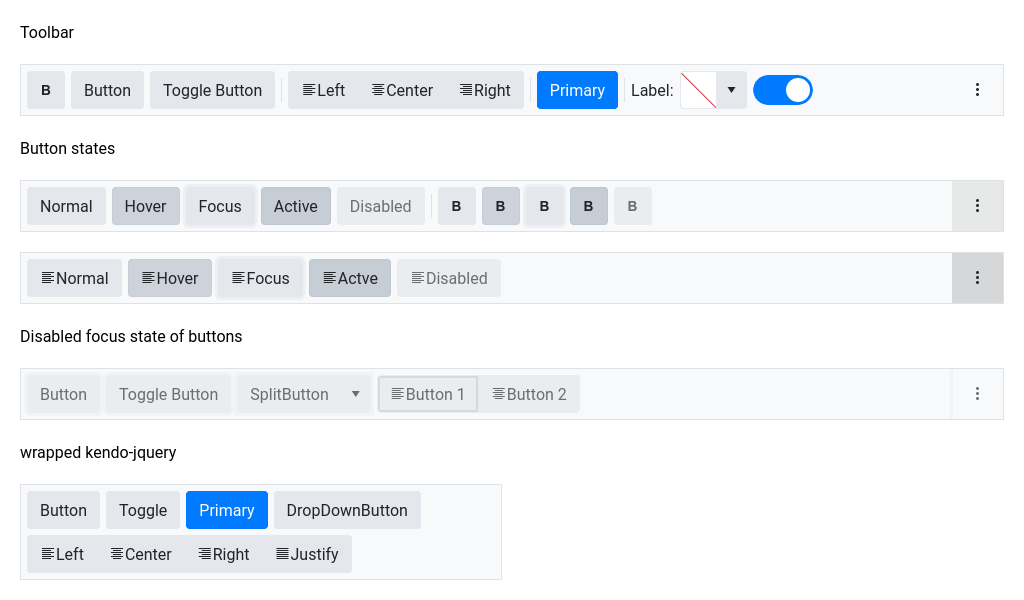 Toolbar
B Button Toggle Button Left Center Right Primary Label:
Button states
Normal Hover Focus Active Disabled B B B B B
Normal Hover Focus Actve Disabled
Disabled focus state of buttons
Button Toggle Button SplitButton Button 1 Button 2
wrapped kendo-jquery
Button Toggle Primary DropDownButton
Left Center Right Justify